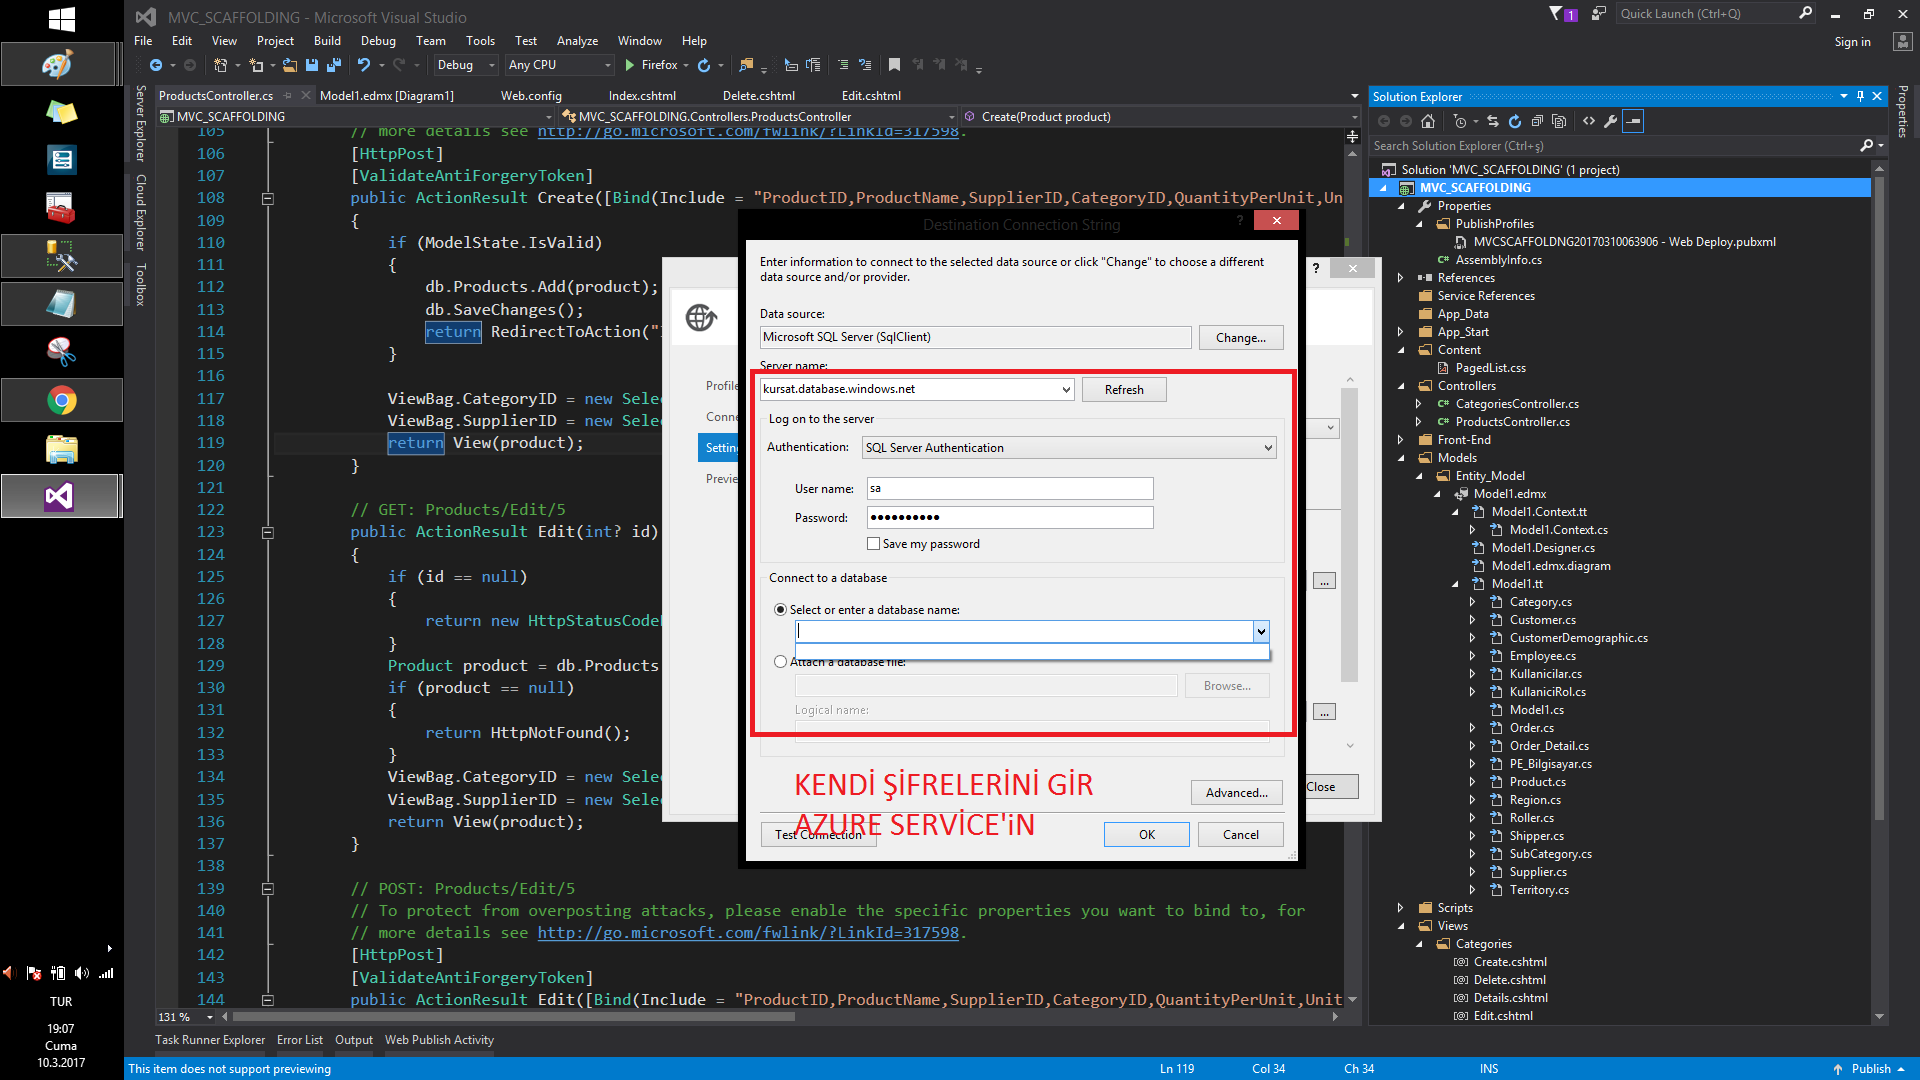 MVC_SCAFFOLDING - Microsoft Visual Studio
1
Quick Launch (Ctrl+Q)
File Edit View Project Build Debug Team Tools Test Analyze Window Help
Sign in
Debug Any CPU Firefox
Server Explorer
Cloud Explorer
Toolbox
ProductsController.cs Model1.edmx [Diagram1] Web.config Index.cshtml Delete.cshtml Edit.cshtml
MVC_SCAFFOLDING MVC_SCAFFOLDING.Controllers.ProductsController Create(Product product)
105 // more details see http://go.microsoft.com/fwlink/?LinkId=317598.
106 [HttpPost]
107 [ValidateAntiForgeryToken]
108 public ActionResult Create([Bind(Include = "ProductID,ProductName,SupplierID,CategoryID,QuantityPerUnit,Un
109 {
110 if (ModelState.IsValid)
111 {
112 db.Products.Add(product);
113 db.SaveChanges();
114 return RedirectToAction("
115 }
116
117 ViewBag.CategoryID = new Sele
118 ViewBag.SupplierID = new Sele
119 return View(product);
120 }
121
122 // GET: Products/Edit/5
123 public ActionResult Edit(int? id)
124 {
125 if (id == null)
126 {
127 return new HttpStatusCode
128 }
129 Product product = db.Products
130 if (product == null)
131 {
132 return HttpNotFound();
133 }
134 ViewBag.CategoryID = new Sele
135 ViewBag.SupplierID = new Sele
136 return View(product);
137 }
138
139 // POST: Products/Edit/5
140 // To protect from overposting attacks, please enable the specific properties you want to bind to, for
141 // more details see http://go.microsoft.com/fwlink/?LinkId=317598.
142 [HttpPost]
143 [ValidateAntiForgeryToken]
144 public ActionResult Edit([Bind(Include = "ProductID,ProductName,SupplierID,CategoryID,QuantityPerUnit,Unit
131 %
Profile
Conne
Setting
Previe
...
...
Close
Destination Connection String
Enter information to connect to the selected data source or click "Change" to choose a different
data source and/or provider.
Data source:
Microsoft SQL Server (SqlClient) Change...
Server name:
kursat.database.windows.net Refresh
Log on to the server
Authentication: SQL Server Authentication
User name: sa
Password: ●●●●●●●●●●
Save my password
Connect to a database
Select or enter a database name:
Attach a database file:
Browse...
Logical name:
KENDİ ŞİFRELERİNİ GİR
AZURE SERVİCE'iN
Advanced...
Test Connection OK Cancel
Solution Explorer
Search Solution Explorer (Ctrl+ş)
Solution 'MVC_SCAFFOLDING' (1 project)
MVC_SCAFFOLDING
Properties
PublishProfiles
MVCSCAFFOLDNG20170310063906 - Web Deploy.pubxml
AssemblyInfo.cs
References
Service References
App_Data
App_Start
Content
PagedList.css
Controllers
CategoriesController.cs
ProductsController.cs
Front-End
Models
Entity_Model
Model1.edmx
Model1.Context.tt
Model1.Context.cs
Model1.Designer.cs
Model1.edmx.diagram
Model1.tt
Category.cs
Customer.cs
CustomerDemographic.cs
Employee.cs
Kullanicilar.cs
KullaniciRol.cs
Model1.cs
Order.cs
Order_Detail.cs
PE_Bilgisayar.cs
Product.cs
Region.cs
Roller.cs
Shipper.cs
SubCategory.cs
Supplier.cs
Territory.cs
Scripts
Views
Categories
Create.cshtml
Delete.cshtml
Details.cshtml
Edit.cshtml
Properties
TUR
19:07
Cuma
10.3.2017
Task Runner Explorer Error List Output Web Publish Activity
This item does not support previewing Ln 119 Col 34 Ch 34 INS Publish